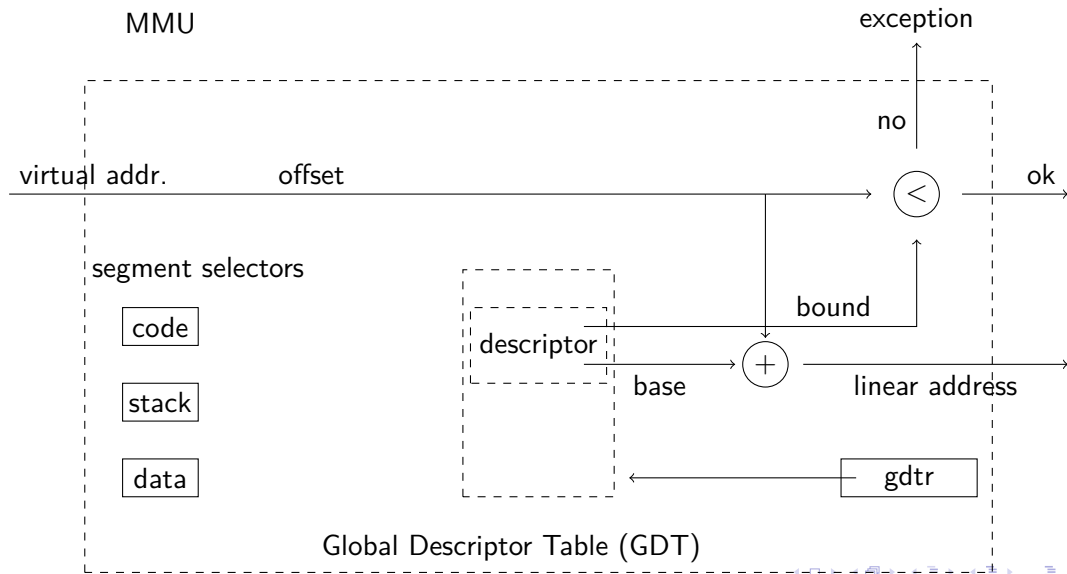 MMU
exception
no
virtual addr.
offset
<
ok
segment selectors
code
bound
descriptor
+
base
linear address
stack
data
gdtr
Global Descriptor Table (GDT)